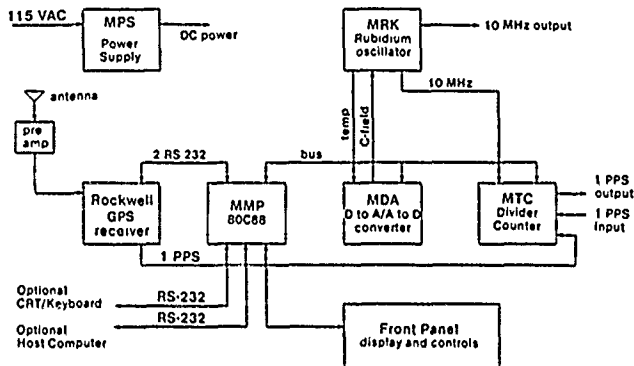 115 VAC
MPS
Power
Supply
DC power
MRK
Rubidium
oscillator
10 MHz output
antenna
pre
amp
temp
C-field
10 MHz
2 RS 232
bus
Rockwell
GPS
receiver
MMP
80C88
MDA
D to A/A to D
converter
MTC
Divider
Counter
1 PPS
output
1 PPS
Input
1 PPS
Optional
CRT/Keyboard
RS-232
RS-232
Optional
Host Computer
Front Panel
display and controls